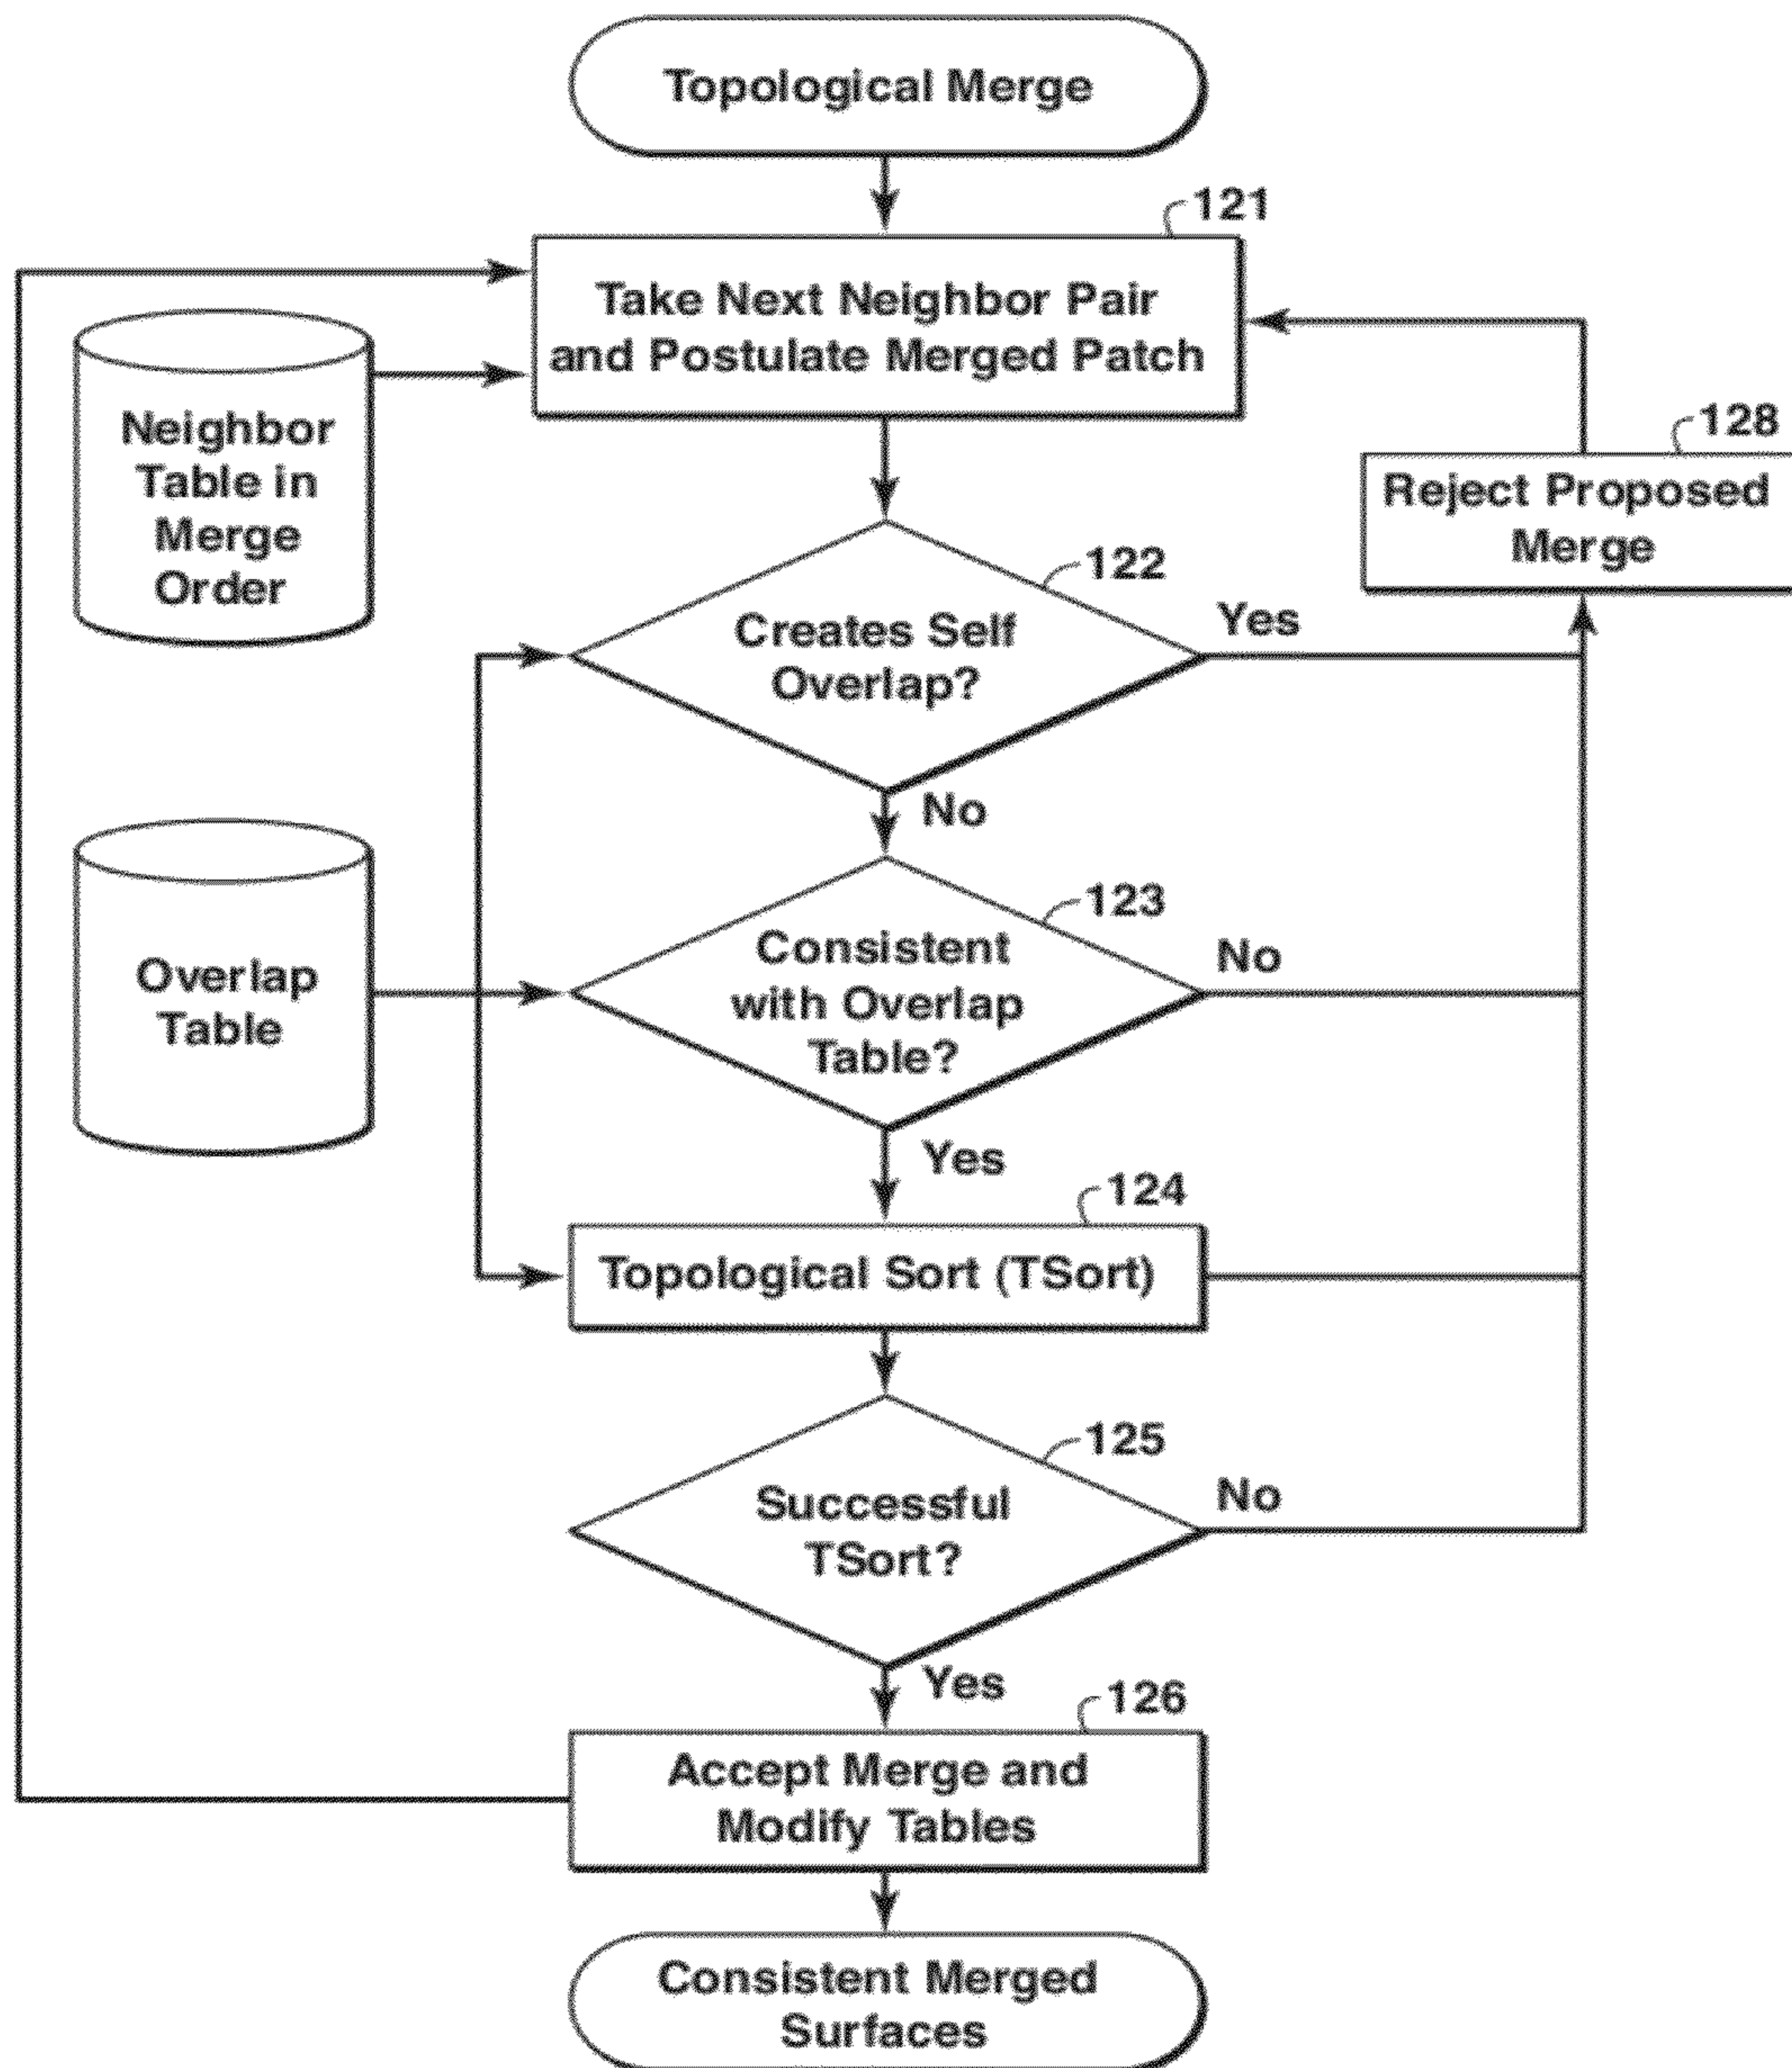 Topological Merge
121
Take Next Neighbor Pair
and Postulate Merged Patch
Neighbor
Table in
Merge
Order
128
Reject Proposed
Merge
122
Creates Self
Overlap?
Yes
No
123
Consistent
with Overlap
Table?
No
Overlap
Table
Yes
124
Topological Sort (TSort)
125
Successful
TSort?
No
Yes
126
Accept Merge and
Modify Tables
Consistent Merged
Surfaces